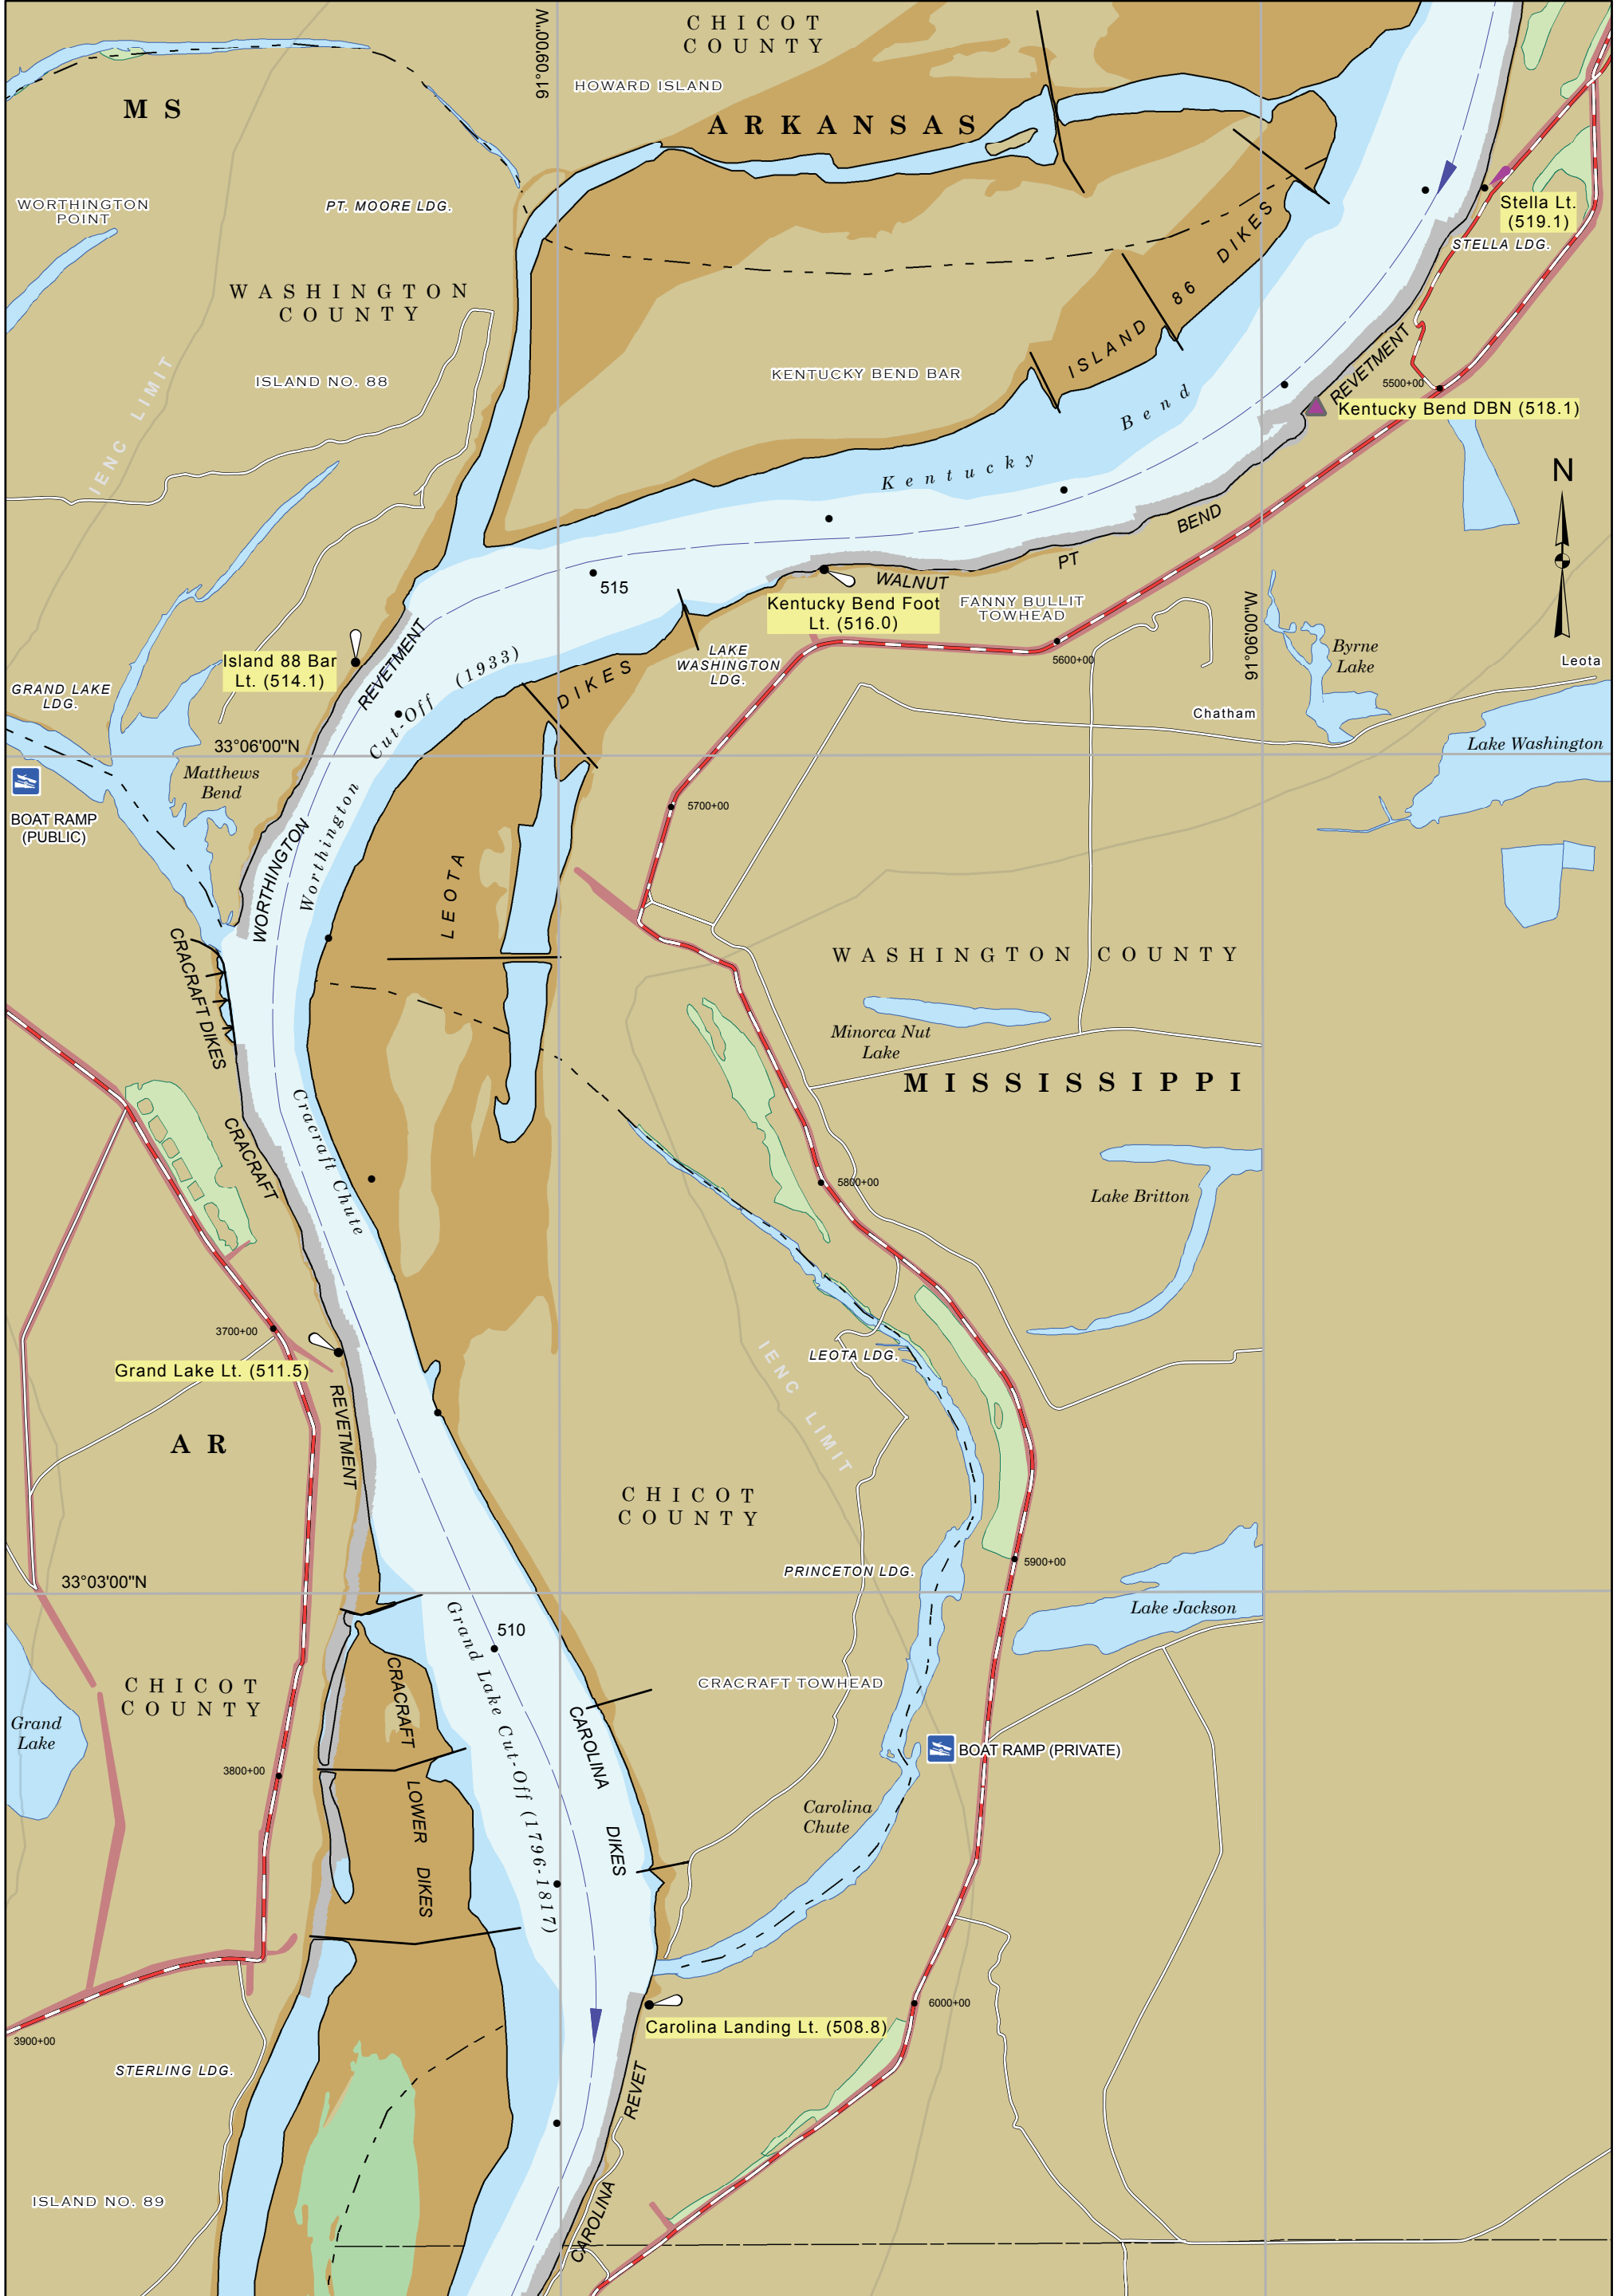 CHICOT
COUNTY
91°09'00"W
HOWARD ISLAND
M S
ARKANSAS
WORTHINGTON
POINT
PT. MOORE LDG.
Stella Lt.
(519.1)
STELLA LDG.
WASHINGTON
COUNTY
ISLAND 86 DIKES
IENC LIMIT
ISLAND NO. 88
KENTUCKY BEND BAR
REVETMENT
5500+00
Kentucky Bend DBN (518.1)
Kentucky Bend
N
BEND
PT
WALNUT
515
Kentucky Bend Foot
Lt. (516.0)
FANNY BULLIT
TOWHEAD
91°06'00"W
5600+00
Byrne
Lake
Leota
Island 88 Bar
Lt. (514.1)
REVETMENT
LAKE
WASHINGTON
LDG.
DIKES
GRAND LAKE
LDG.
Chatham
Worthington Cut-Off (1933)
33°06'00"N
Lake Washington
Matthews
Bend
BOAT RAMP
(PUBLIC)
5700+00
WORTHINGTON
LEOTA
CRACRAFT DIKES
WASHINGTON COUNTY
Minorca Nut
Lake
MISSISSIPPI
Cracraft Chute
CRACRAFT
5800+00
Lake Britton
3700+00
LEOTA LDG.
Grand Lake Lt. (511.5)
IENC LIMIT
REVETMENT
A R
CHICOT
COUNTY
5900+00
PRINCETON LDG.
33°03'00"N
Lake Jackson
510
Grand Lake Cut-Off (1796-1817)
CRACRAFT
CRACRAFT TOWHEAD
CHICOT
COUNTY
Grand
Lake
CAROLINA
BOAT RAMP (PRIVATE)
3800+00
LOWER
Carolina
Chute
DIKES
DIKES
6000+00
Carolina Landing Lt. (508.8)
3900+00
STERLING LDG.
REVET
ISLAND NO. 89
CAROLINA